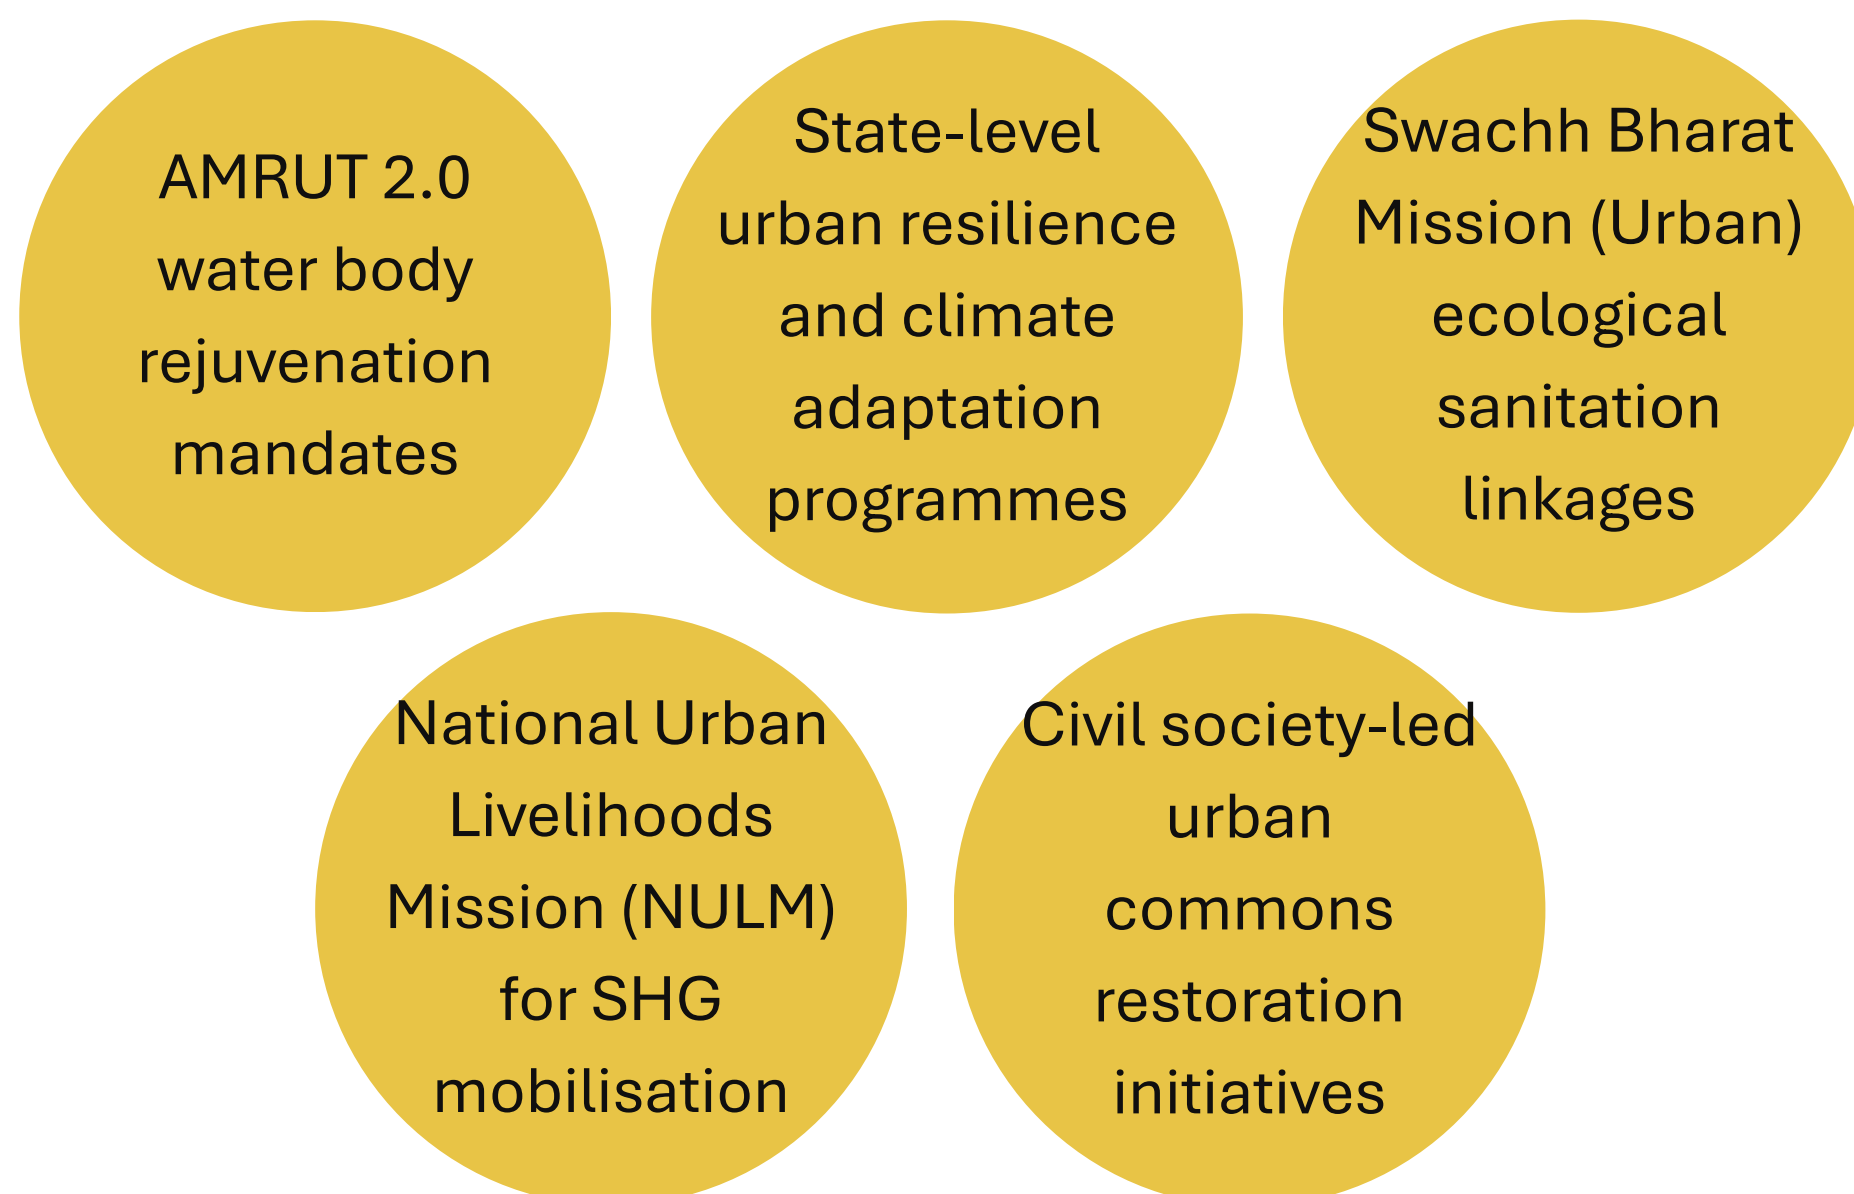 AMRUT 2.0
water body
rejuvenation
mandates
State-level
urban resilience
and climate
adaptation
programmes
Swachh Bharat
Mission (Urban)
ecological
sanitation
linkages
National Urban
Livelihoods
Mission (NULM)
for SHG
mobilisation
Civil society-led
urban
commons
restoration
initiatives